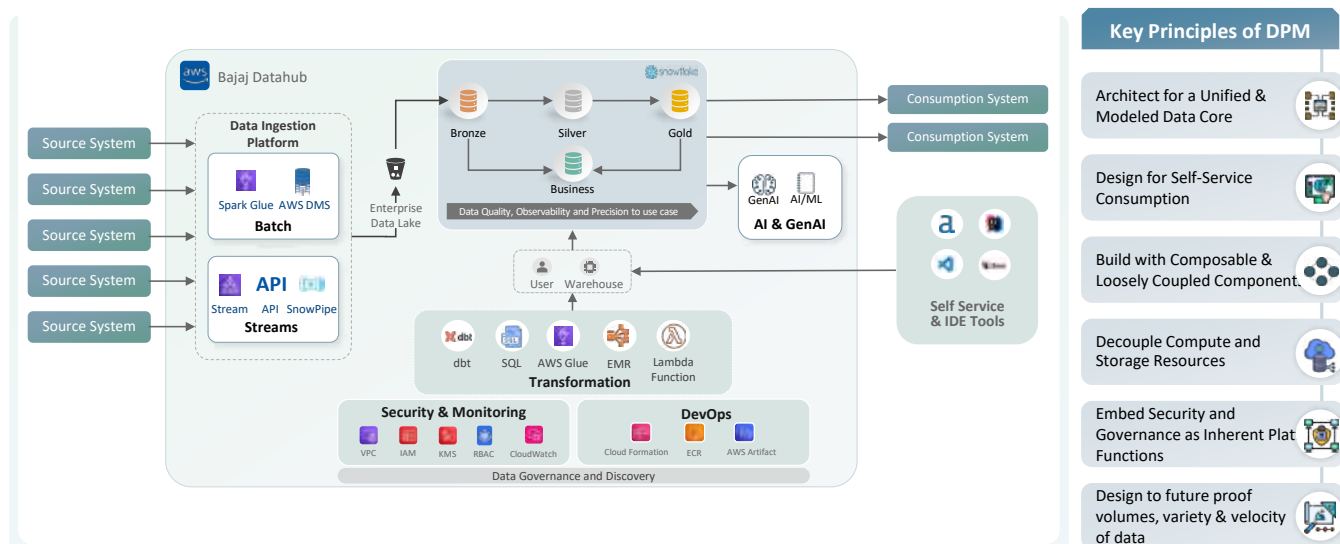 Key Principles of DPM
aws
Bajaj Datahub
snowflake
Source System
Source System
Source System
Source System
Source System
Data Ingestion
Platform
Spark Glue
AWS DMS
Batch
API
Stream
API
SnowPipe
Streams
Enterprise
Data Lake
Bronze
Silver
Gold
Business
Data Quality, Observability and Precision to use case
GenAI
AI/ML
AI & GenAI
Consumption System
Consumption System
User
Warehouse
a
Self Service
& IDE Tools
dbt
SQL
dbt
SQL
AWS Glue
EMR
Lambda
Function
Transformation
Security & Monitoring
VPC
IAM
KMS
RBAC
CloudWatch
DevOps
Cloud Formation
ECR
AWS Artifact
Data Governance and Discovery
Architect for a Unified &
Modeled Data Core
Design for Self-Service
Consumption
Build with Composable &
Loosely Coupled Component
Decouple Compute and
Storage Resources
Embed Security and
Governance as Inherent Plat
Functions
Design to future proof
volumes, variety & velocity
of data